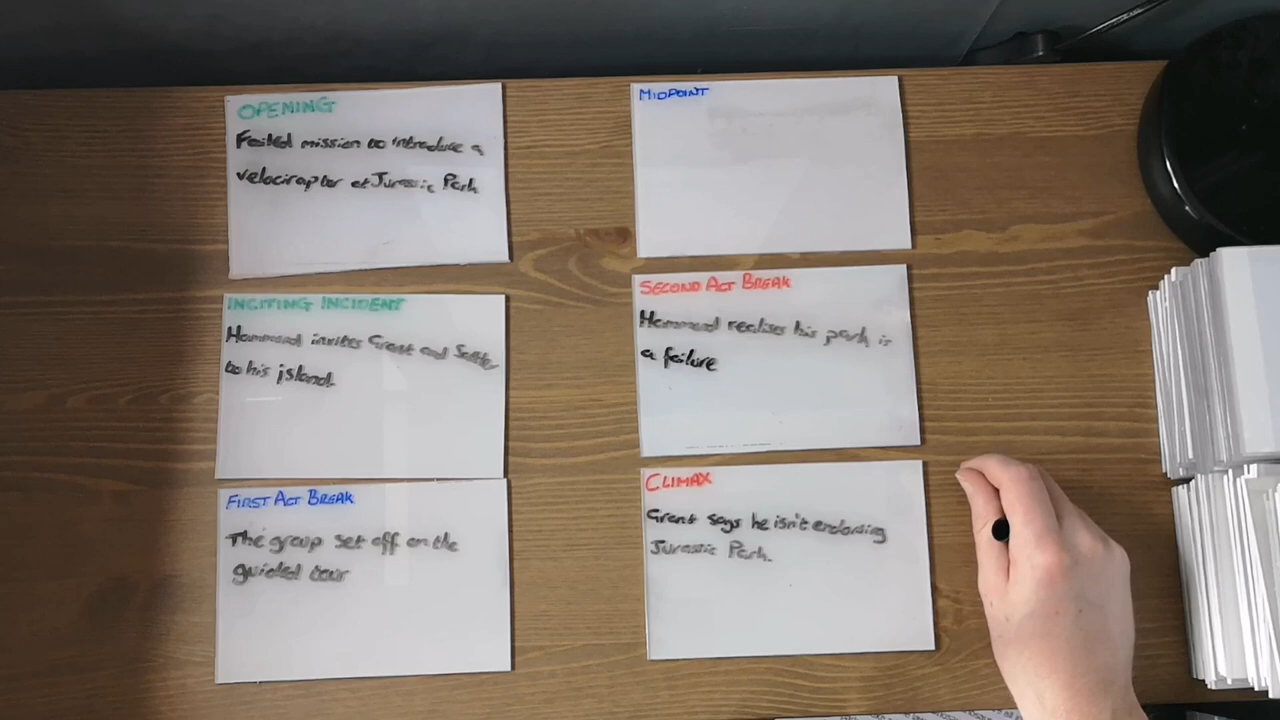 OPENING
Failed mission to introduce a
velociraptor at Jurassic Park
INCITING INCIDENT
Hammond invites Grant and Sattler
to his island.
FIRST ACT BREAK
The group set off on the
guided tour
MIDPOINT
SECOND ACT BREAK
Hammond realises his park is
a failure
CLIMAX
Grant says he isn't endorsing
Jurassic Park.